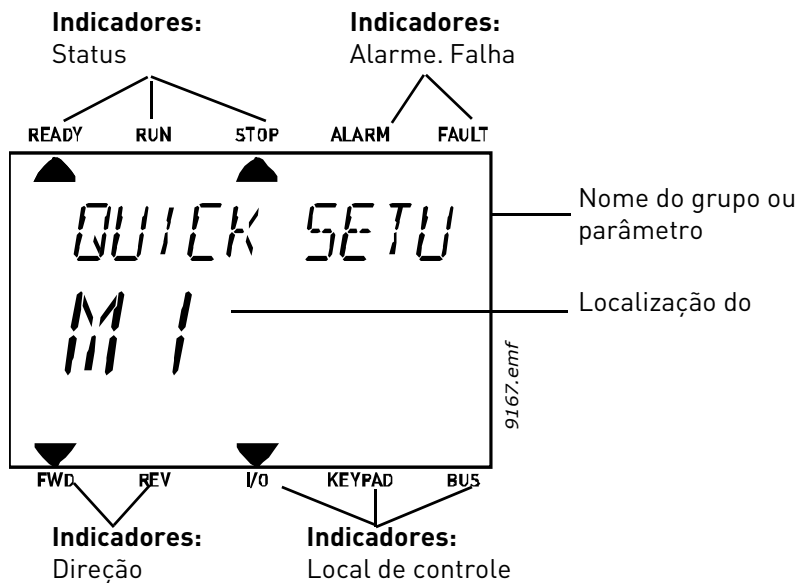 Indicadores:
Status
Indicadores:
Alarme. Falha
READY RUN STOP ALARM FAULT
QUICK SETU
Nome do grupo ou
parâmetro
M1
Localização do
9167.emf
FWD REV I/O KEYPAD BUS
Indicadores:
Direção
Indicadores:
Local de controle